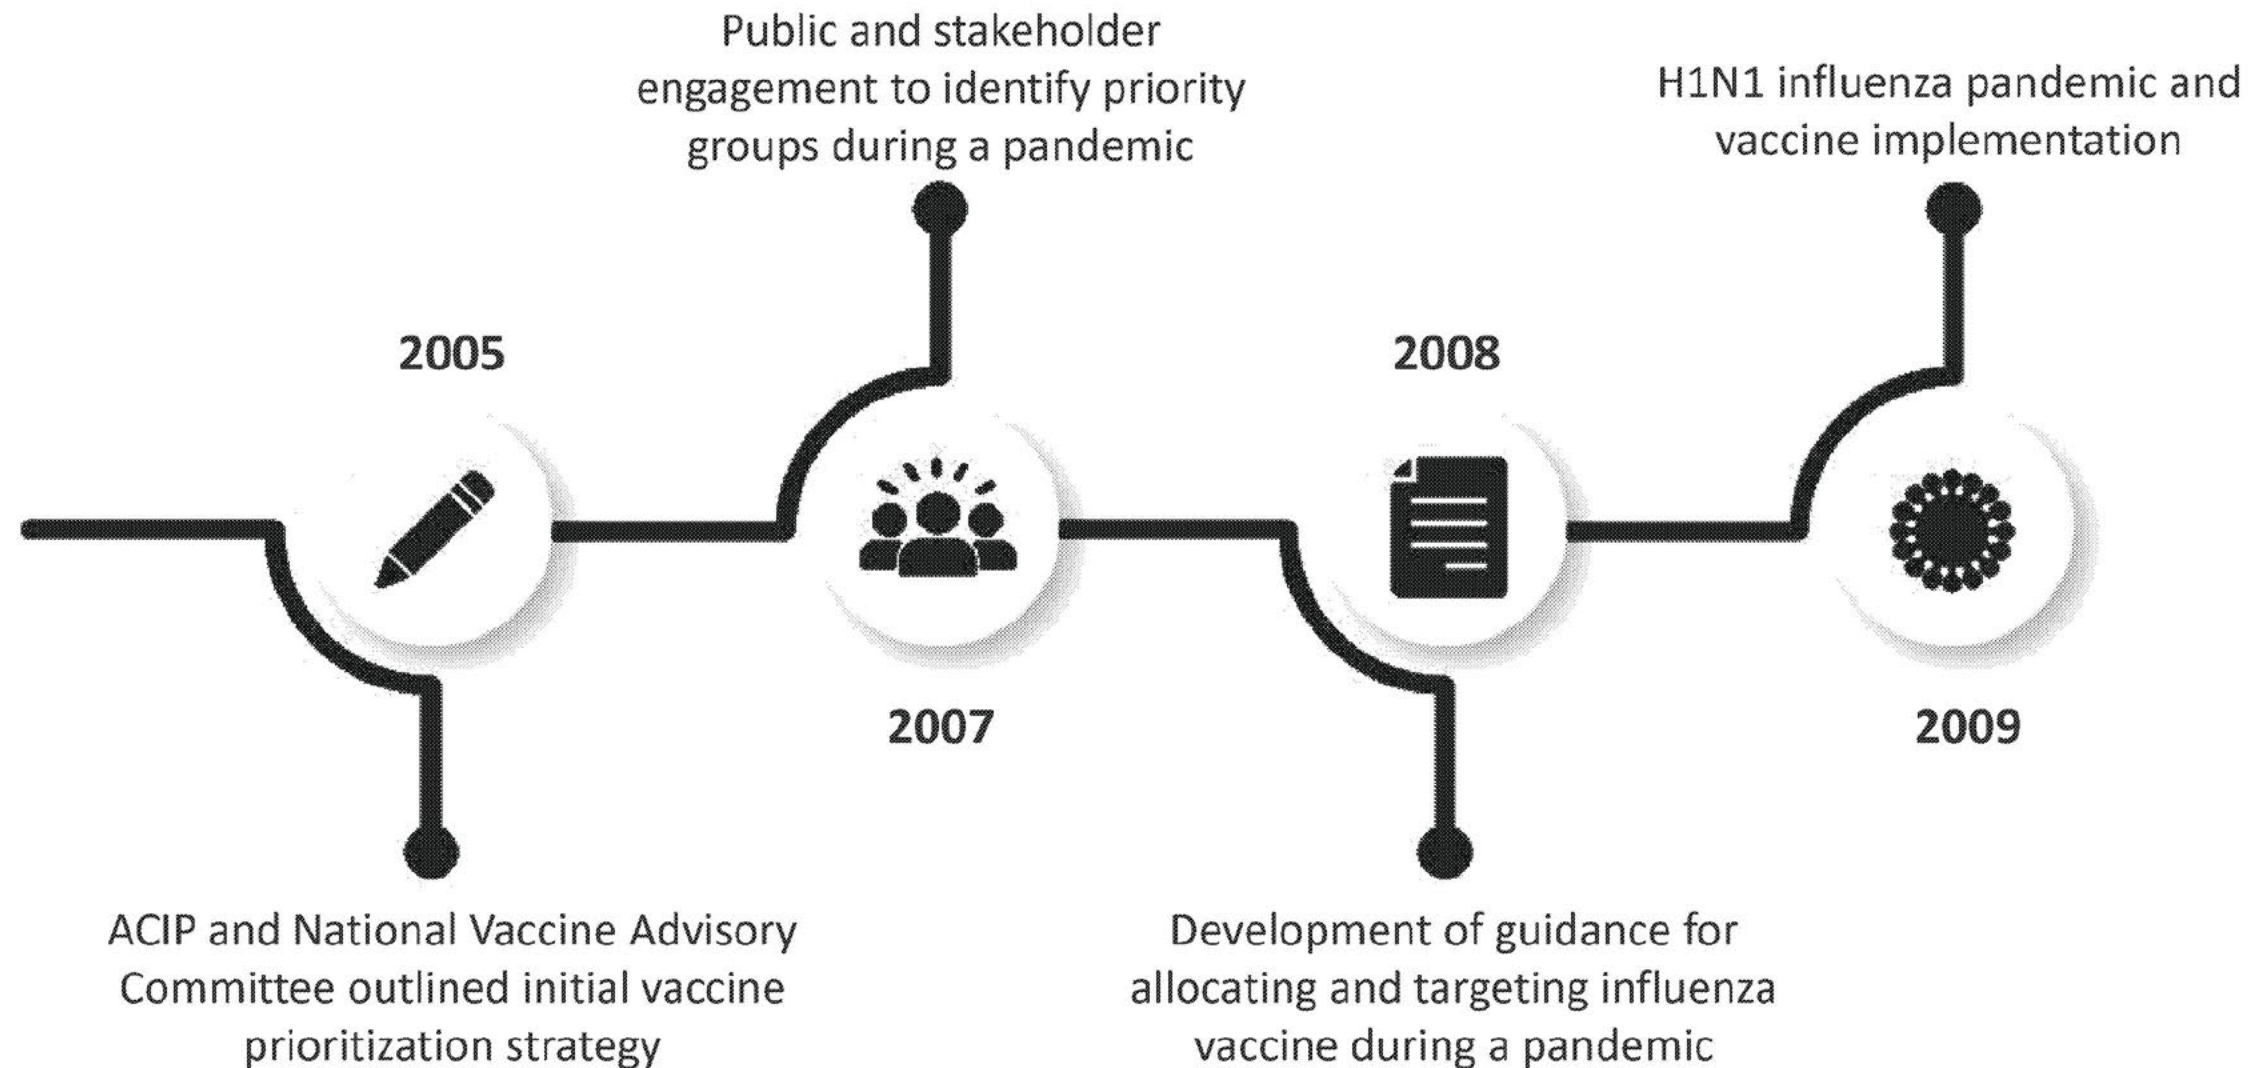 2005
ACIP and National Vaccine Advisory
Committee outlined initial vaccine
prioritization strategy
Public and stakeholder
engagement to identify priority
groups during a pandemic
2007
2008
Development of guidance for
allocating and targeting influenza
vaccine during a pandemic
H1N1 influenza pandemic and
vaccine implementation
2009